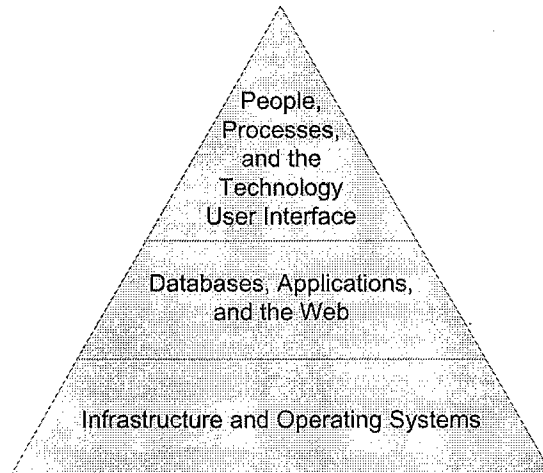 People,
Processes,
and the
Technology
User Interface
Databases, Applications,
and the Web
Infrastructure and Operating Systems